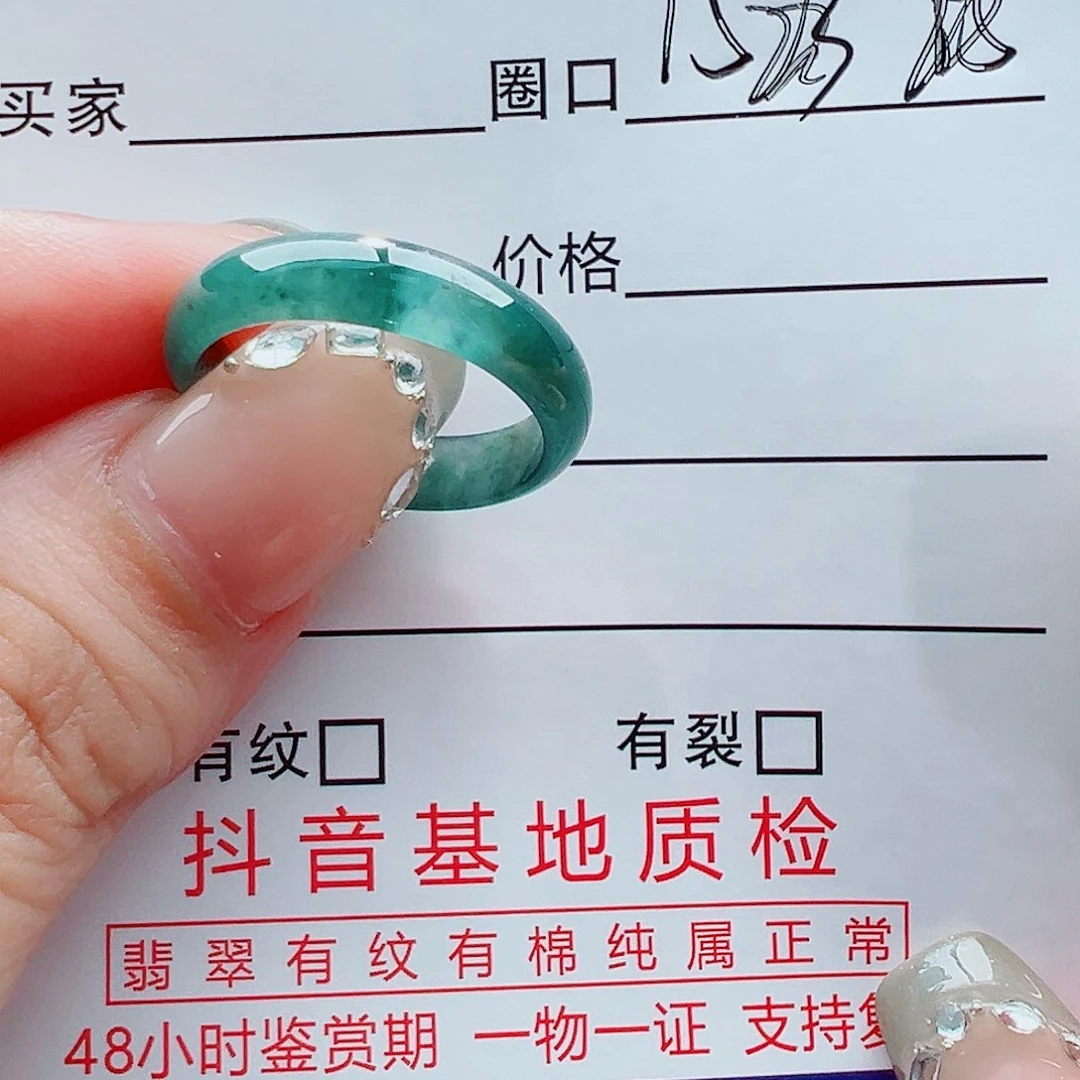 买家 圈口
价格
有纹 有裂
抖音基地质检
翡翠有纹有棉纯属正常
48小时鉴赏期 一物一证 支持